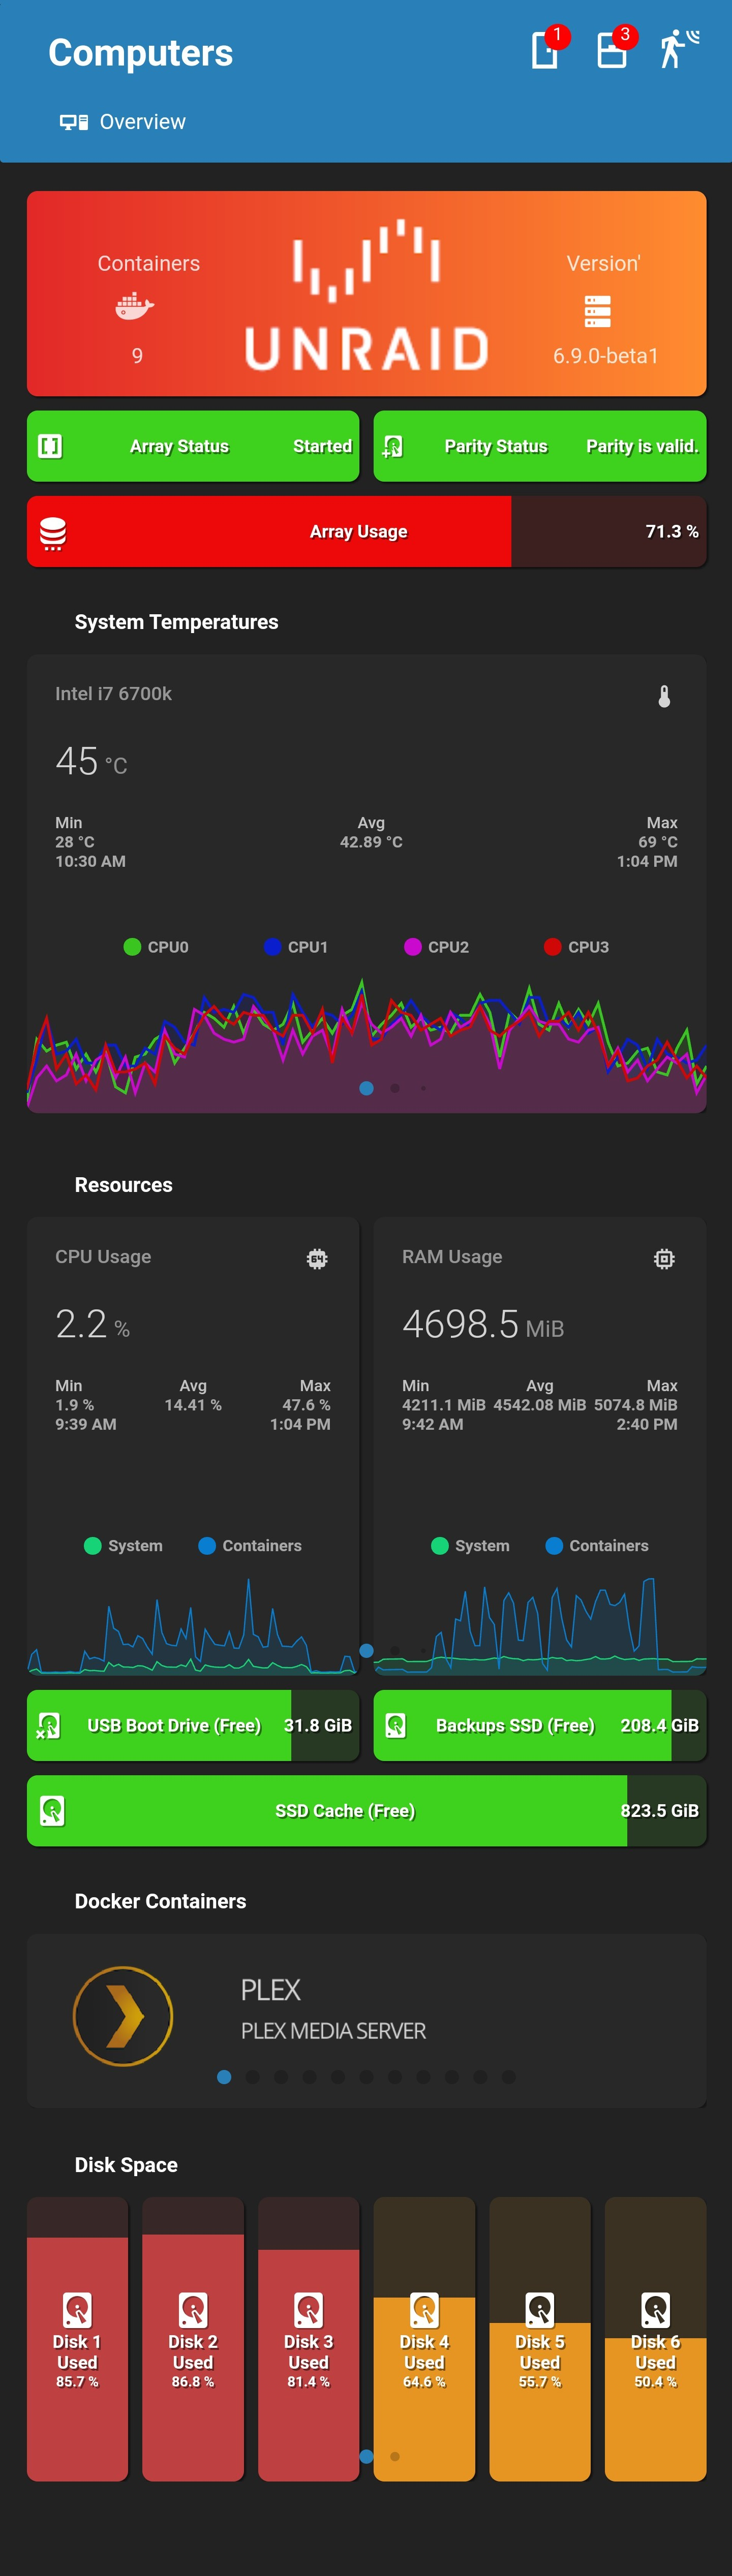 Computers
1
3
Overview
Containers
Version'
UNRAID
9
6.9.0-beta1
Array Status
Started
Parity Status
Parity is valid.
Array Usage
71.3 %
System Temperatures
Intel i7 6700k
45 °C
Min
Avg
Max
28 °C
42.89 °C
69 °C
10:30 AM
1:04 PM
CPU0
CPU1
CPU2
CPU3
Resources
CPU Usage
64
2.2 %
Min
Avg
Max
1.9 %
14.41 %
47.6 %
9:39 AM
1:04 PM
System
Containers
RAM Usage
4698.5 MiB
Min
Avg
Max
4211.1 MiB
4542.08 MiB
5074.8 MiB
9:42 AM
2:40 PM
System
Containers
USB Boot Drive (Free)
31.8 GiB
Backups SSD (Free)
208.4 GiB
SSD Cache (Free)
823.5 GiB
Docker Containers
PLEX
PLEX MEDIA SERVER
Disk Space
Disk 1
Used
85.7 %
Disk 2
Used
86.8 %
Disk 3
Used
81.4 %
Disk 4
Used
64.6 %
Disk 5
Used
55.7 %
Disk 6
Used
50.4 %